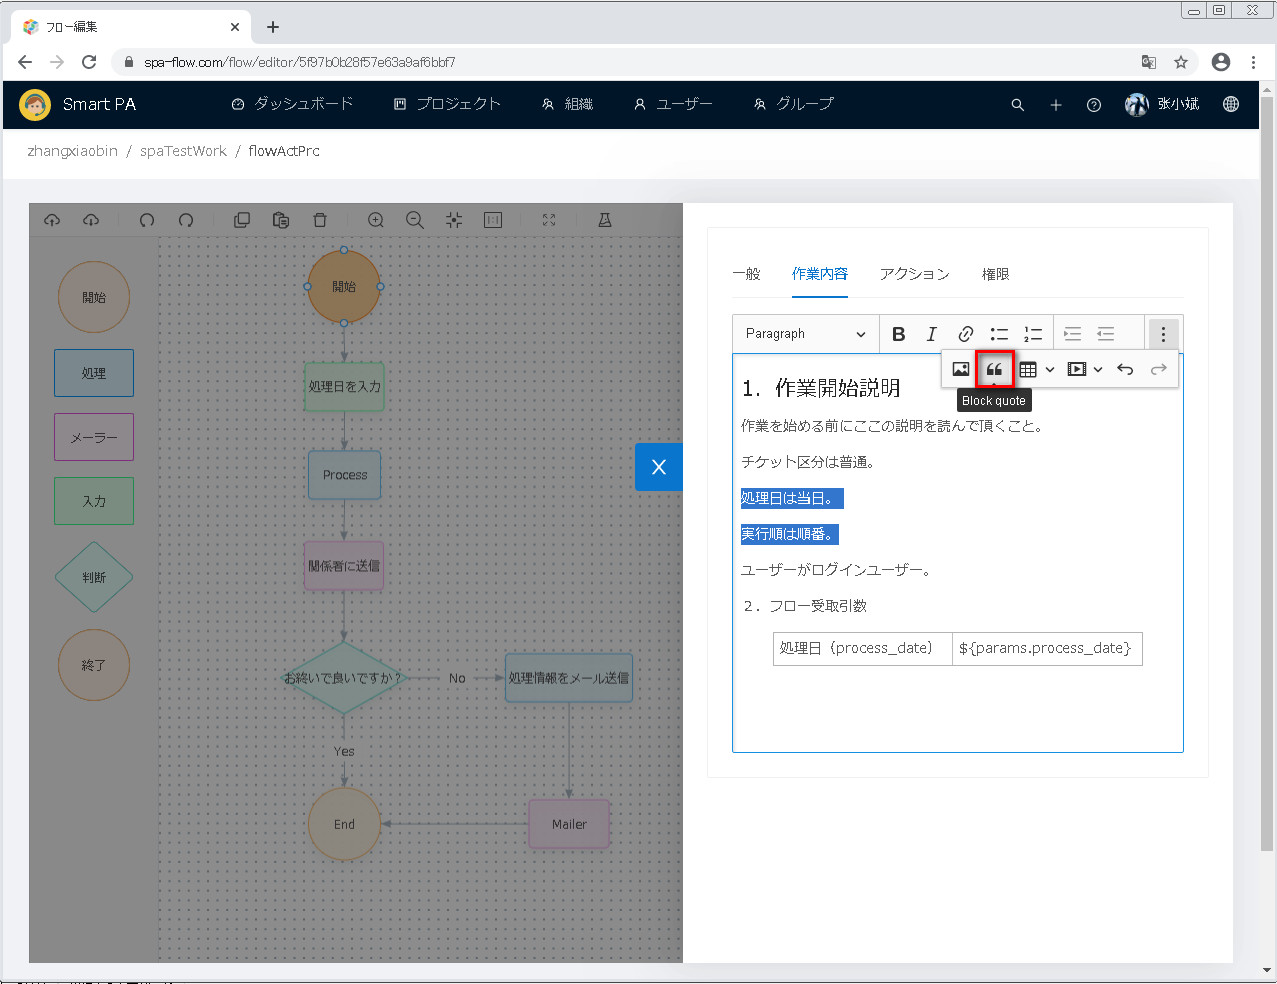 フロー編集
spa-flow.com/flow/editor/5f97b0b28f57e63a9af6bbf7
Smart PA
ダッシュボード
プロジェクト
組織
ユーザー
グループ
张小斌
zhangxiaobin / spaTestWork / flowActPrc
開始
処理
メーラー
入力
判断
終了
開始
処理日を入力
Process
関係者に送信
お終いで良いですか?
No
処理情報をメール送信
Yes
End
Mailer
X
一般
作業内容
アクション
権限
Paragraph
Block quote
1. 作業開始説明
作業を始める前にここの説明を読んで頂くこと。
チケット区分は普通。
処理日は当日。
実行順は順番。
ユーザーがログインユーザー。
２．フロー受取引数
処理日（process_date）
${params.process_date}